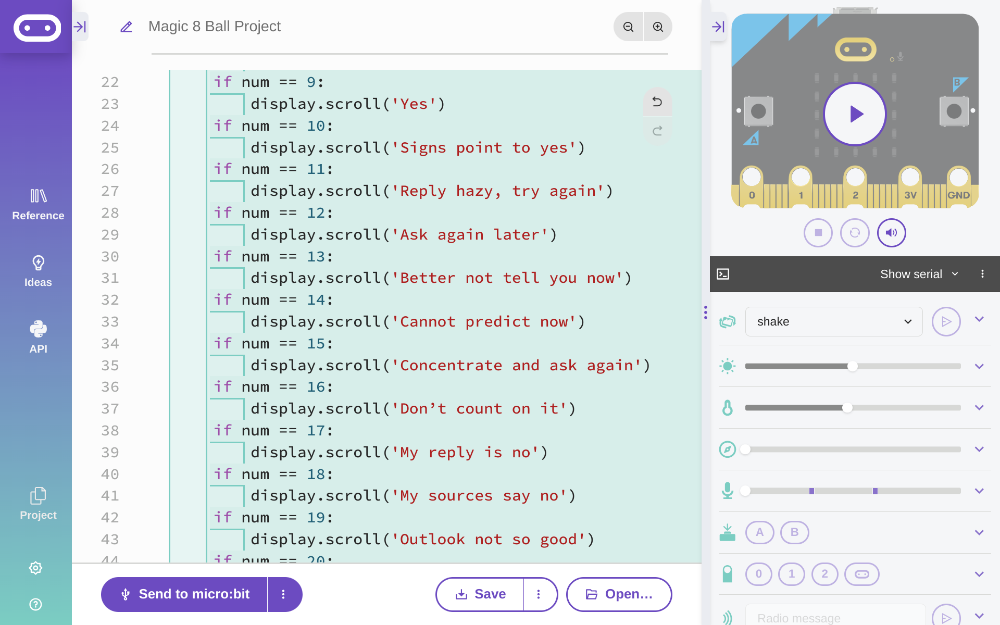 Magic 8 Ball Project
Reference
Ideas
API
Project
22 if num == 9:
23 display.scroll('Yes')
24 if num == 10:
25 display.scroll('Signs point to yes')
26 if num == 11:
27 display.scroll('Reply hazy, try again')
28 if num == 12:
29 display.scroll('Ask again later')
30 if num == 13:
31 display.scroll('Better not tell you now')
32 if num == 14:
33 display.scroll('Cannot predict now')
34 if num == 15:
35 display.scroll('Concentrate and ask again')
36 if num == 16:
37 display.scroll('Don’t count on it')
38 if num == 17:
39 display.scroll('My reply is no')
40 if num == 18:
41 display.scroll('My sources say no')
42 if num == 19:
43 display.scroll('Outlook not so good')
44 if num == 20:
Send to micro:bit
Save
Open...
B
A
0 1 2 3V GND
Show serial
shake
A B
0 1 2
Radio message